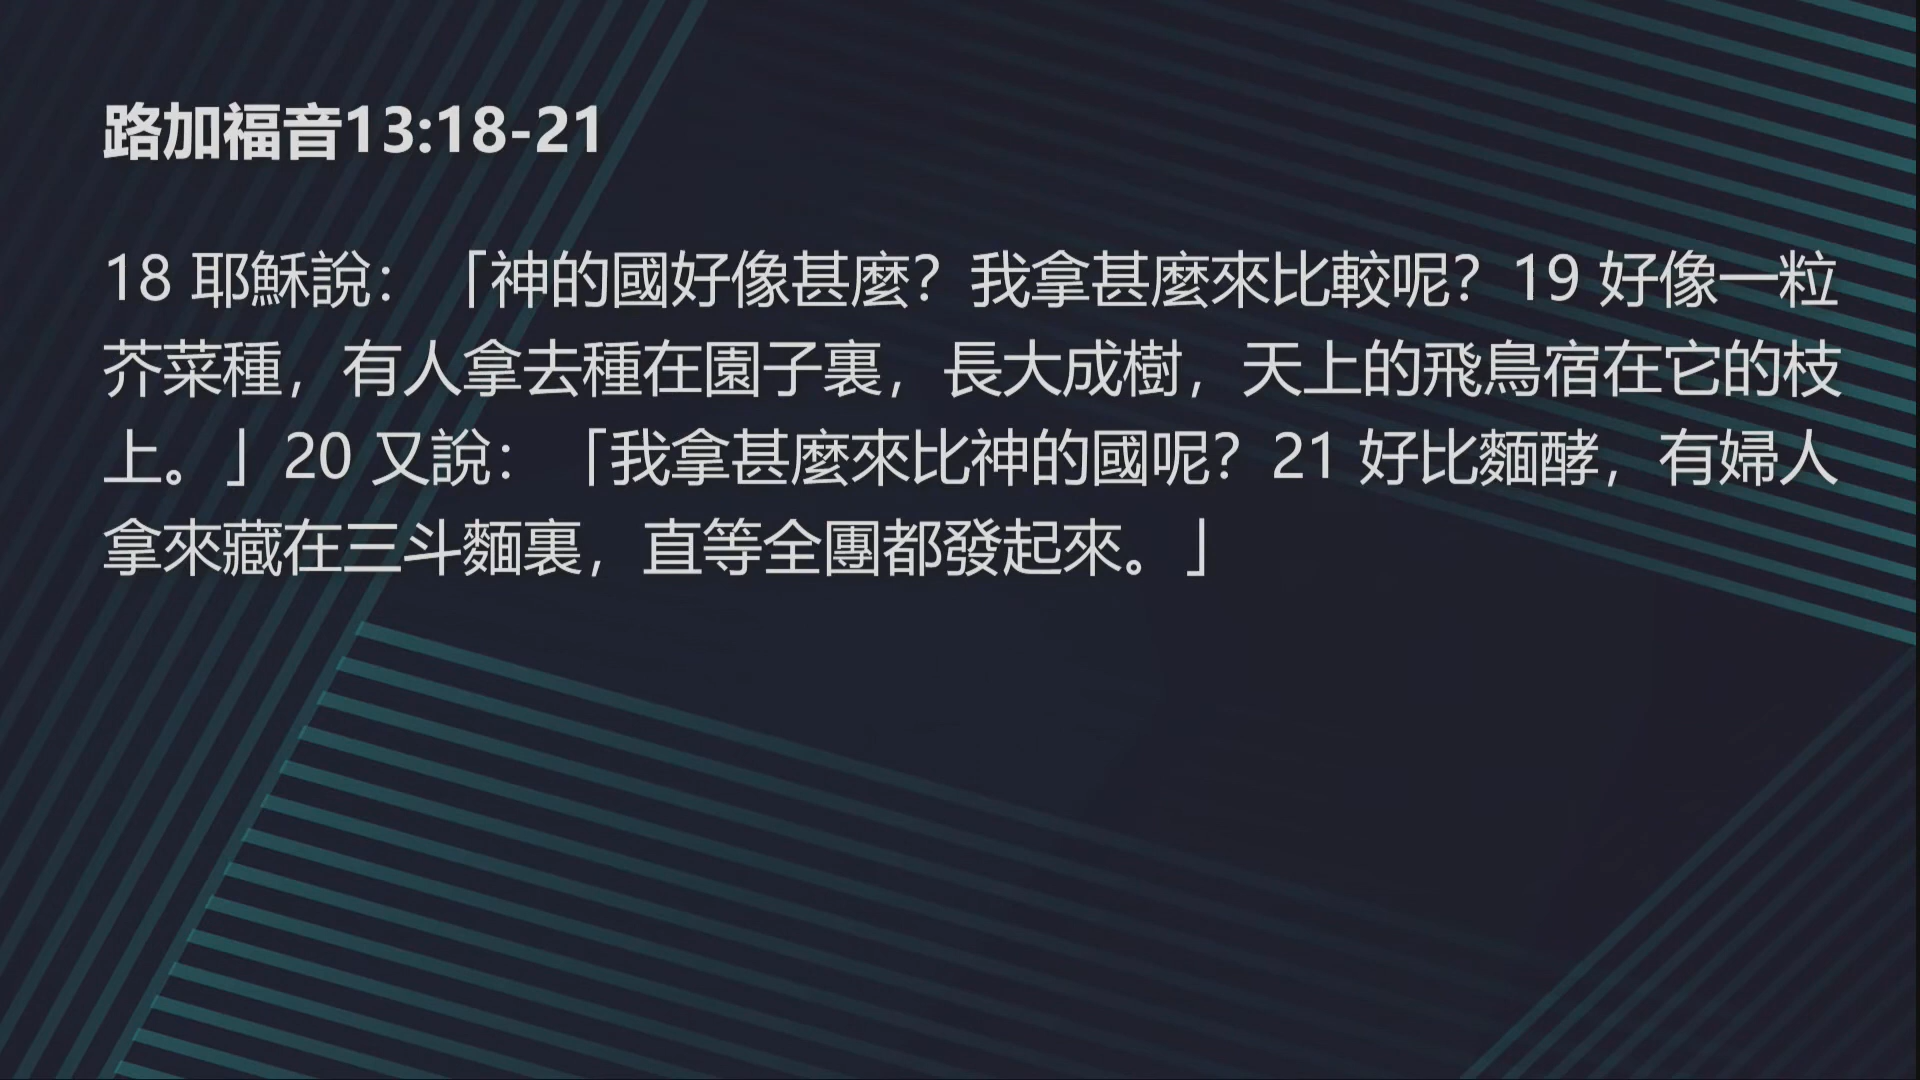 路加福音13:18-21
18 耶穌說：「神的國好像甚麼？我拿甚麼來比較呢？19 好像一粒
芥菜種，有人拿去種在園子裏，長大成樹，天上的飛鳥宿在它的枝
上。」20 又說：「我拿甚麼來比神的國呢？21 好比麵酵，有婦人
拿來藏在三斗麵裏，直等全團都發起來。」